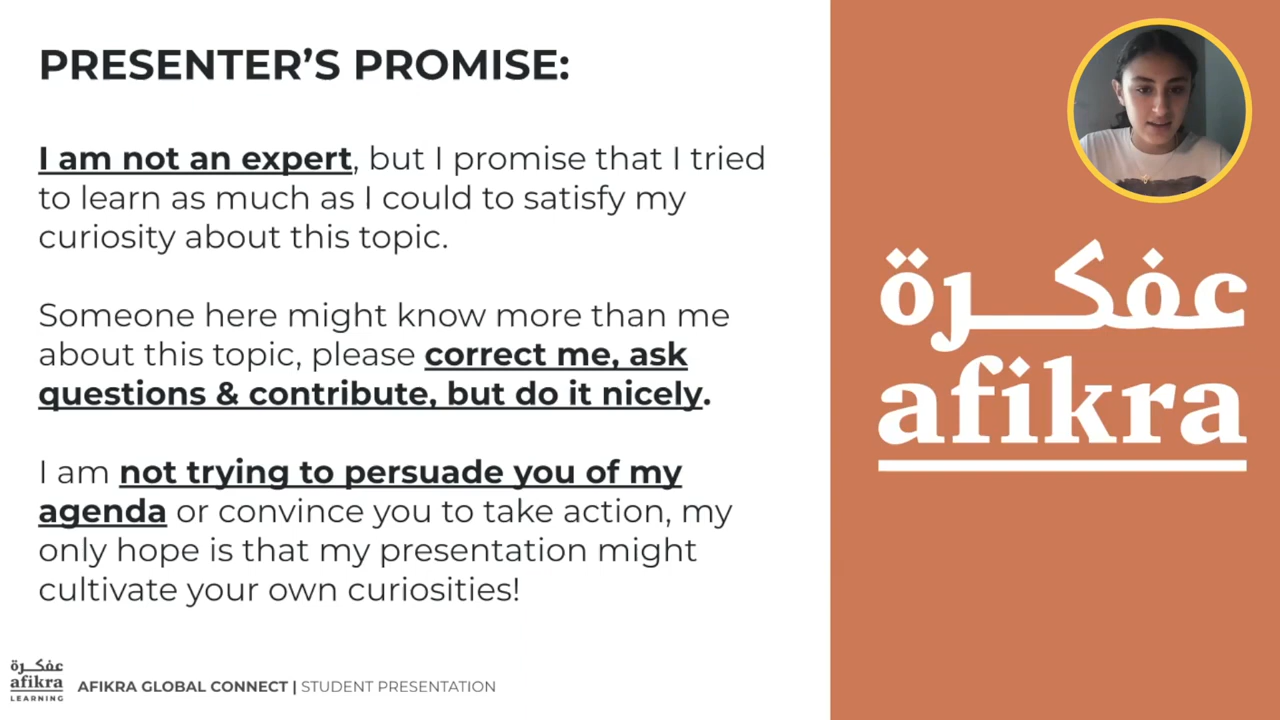 PRESENTER’S PROMISE:
I am not an expert, but I promise that I tried
to learn as much as I could to satisfy my
curiosity about this topic.
Someone here might know more than me
about this topic, please correct me, ask
questions & contribute, but do it nicely.
I am not trying to persuade you of my
agenda or convince you to take action, my
only hope is that my presentation might
cultivate your own curiosities!
عفكرة
afikra
عفكرة
afikra
LEARNING
AFIKRA GLOBAL CONNECT | STUDENT PRESENTATION